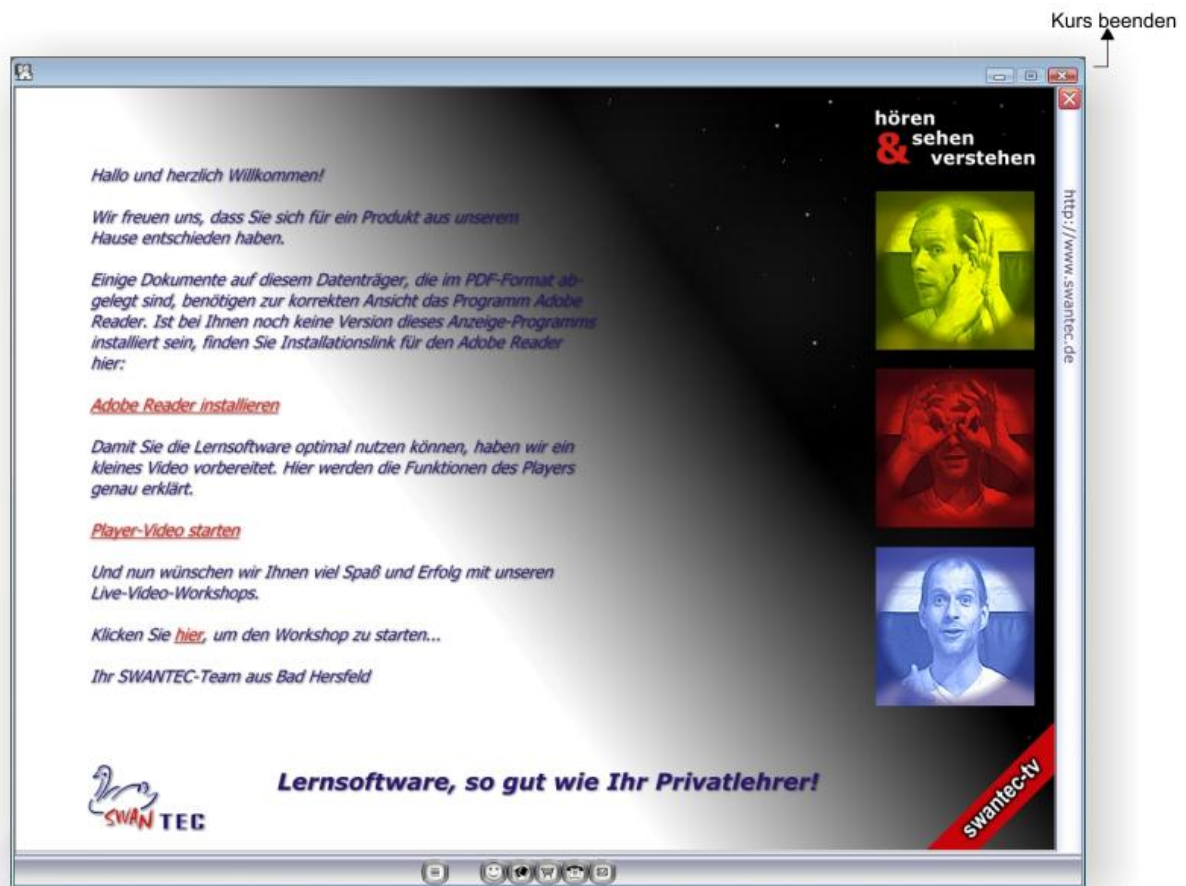 Kurs beenden
hören
& sehen
verstehen
Hallo und herzlich Willkommen!
Wir freuen uns, dass Sie sich für ein Produkt aus unserem
Hause entschieden haben.
Einige Dokumente auf diesem Datenträger, die im PDF-Format ab-
gelegt sind, benötigen zur korrekten Ansicht das Programm Adobe
Reader. Ist bei Ihnen noch keine Version dieses Anzeige-Programms
installiert sein, finden Sie Installationslink für den Adobe Reader
hier:
Adobe Reader installieren
Damit Sie die Lernsoftware optimal nutzen können, haben wir ein
kleines Video vorbereitet. Hier werden die Funktionen des Players
genau erklärt.
Player-Video starten
Und nun wünschen wir Ihnen viel Spaß und Erfolg mit unseren
Live-Video-Workshops.
Klicken Sie hier, um den Workshop zu starten...
Ihr SWANTEC-Team aus Bad Hersfeld
http://www.swantec.de
SWANTEC
Lernsoftware, so gut wie Ihr Privatlehrer!
swantec-tv